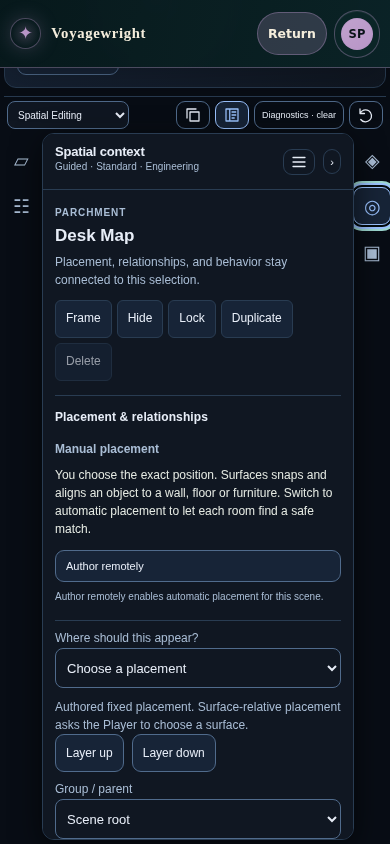 Voyagewright
Return
SP
Spatial Editing
Diagnostics · clear
Spatial context
Guided · Standard · Engineering
PARCHMENT
Desk Map
Placement, relationships, and behavior stay
connected to this selection.
Frame
Hide
Lock
Duplicate
Delete
Placement & relationships
Manual placement
You choose the exact position. Surfaces snaps and
aligns an object to a wall, floor or furniture. Switch to
automatic placement to let each room find a safe
match.
Author remotely
Author remotely enables automatic placement for this scene.
Where should this appear?
Choose a placement
Authored fixed placement. Surface-relative placement
asks the Player to choose a surface.
Layer up
Layer down
Group / parent
Scene root